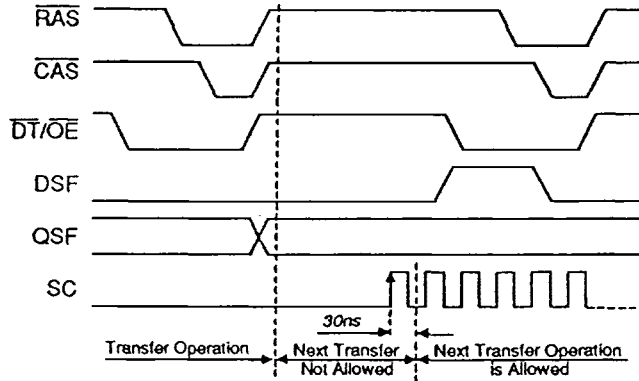 RAS
CAS
DT/OE
DSF
QSF
SC
30ns
Transfer Operation
Next Transfer
Not Allowed
Next Transfer Operation
is Allowed